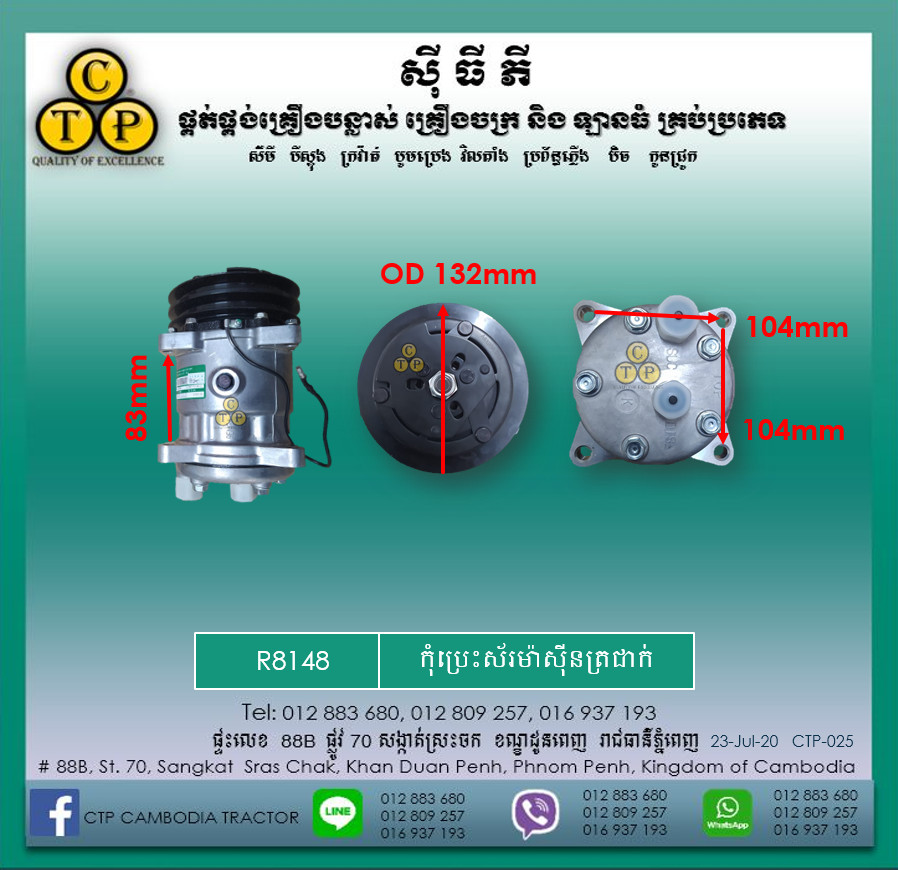 C
T P
QUALITY OF EXCELLENCE
ស៊ី ធី ភី
ផ្គត់ផ្គង់គ្រឿងបន្លាស់ គ្រឿងចក្រ និង ឡានធំ គ្រប់ប្រភេទ
ស៊ីមី បីស្តុង ក្រវ៉ាត់ បូមប្រេង វិលតាំង ប្រព័ន្ធភ្លើង ប៊ិច កូនជ្រូក
OD 132mm
83mm
104mm
104mm
R8148
កុំប្រេះស័រម៉ាស៊ីនត្រជាក់
Tel: 012 883 680, 012 809 257, 016 937 193
ផ្ទះលេខ 88B ផ្លូវ 70 សង្កាត់ស្រះចក ខណ្ឌដូនពេញ រាជធានីភ្នំពេញ 23-Jul-20 CTP-025
# 88B, St. 70, Sangkat Sras Chak, Khan Duan Penh, Phnom Penh, Kingdom of Cambodia
CTP CAMBODIA TRACTOR
LINE
012 883 680
012 809 257
016 937 193
012 883 680
012 809 257
016 937 193
WhatsApp
012 883 680
012 809 257
016 937 193